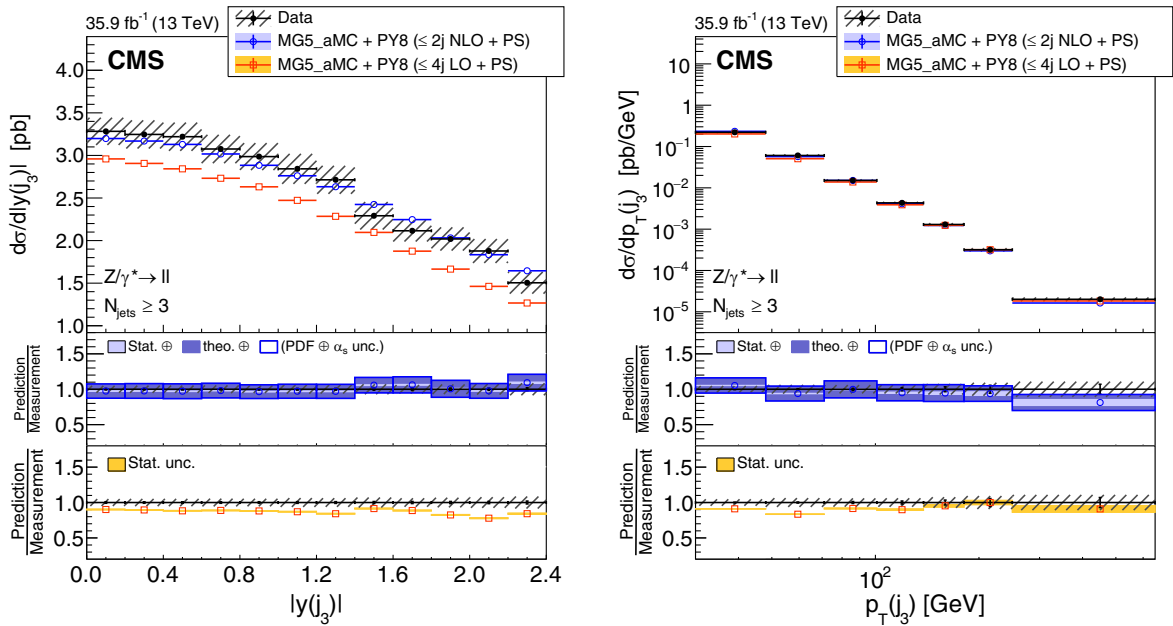 35.9 fb⁻¹ (13 TeV)
Data
MG5_aMC + PY8 (≤ 2j NLO + PS)
MG5_aMC + PY8 (≤ 4j LO + PS)
CMS
dσ/d|y(j₃)| [pb]
4.0
3.5
3.0
2.5
2.0
1.5
1.0
Z/γ*→ ll
N_jets ≥ 3
Prediction
Measurement
1.5
1.0
0.5
Stat. ⊕ theo. ⊕ (PDF ⊕ αₛ unc.)
Prediction
Measurement
1.5
1.0
0.5
Stat. unc.
0.0 0.4 0.8 1.2 1.6 2.0 2.4
|y(j₃)|
35.9 fb⁻¹ (13 TeV)
Data
MG5_aMC + PY8 (≤ 2j NLO + PS)
MG5_aMC + PY8 (≤ 4j LO + PS)
CMS
dσ/dp_T(j₃) [pb/GeV]
10
1
10⁻¹
10⁻²
10⁻³
10⁻⁴
10⁻⁵
Z/γ*→ ll
N_jets ≥ 3
Prediction
Measurement
1.5
1.0
0.5
Stat. ⊕ theo. ⊕ (PDF ⊕ αₛ unc.)
Prediction
Measurement
1.5
1.0
0.5
Stat. unc.
10²
p_T(j₃) [GeV]